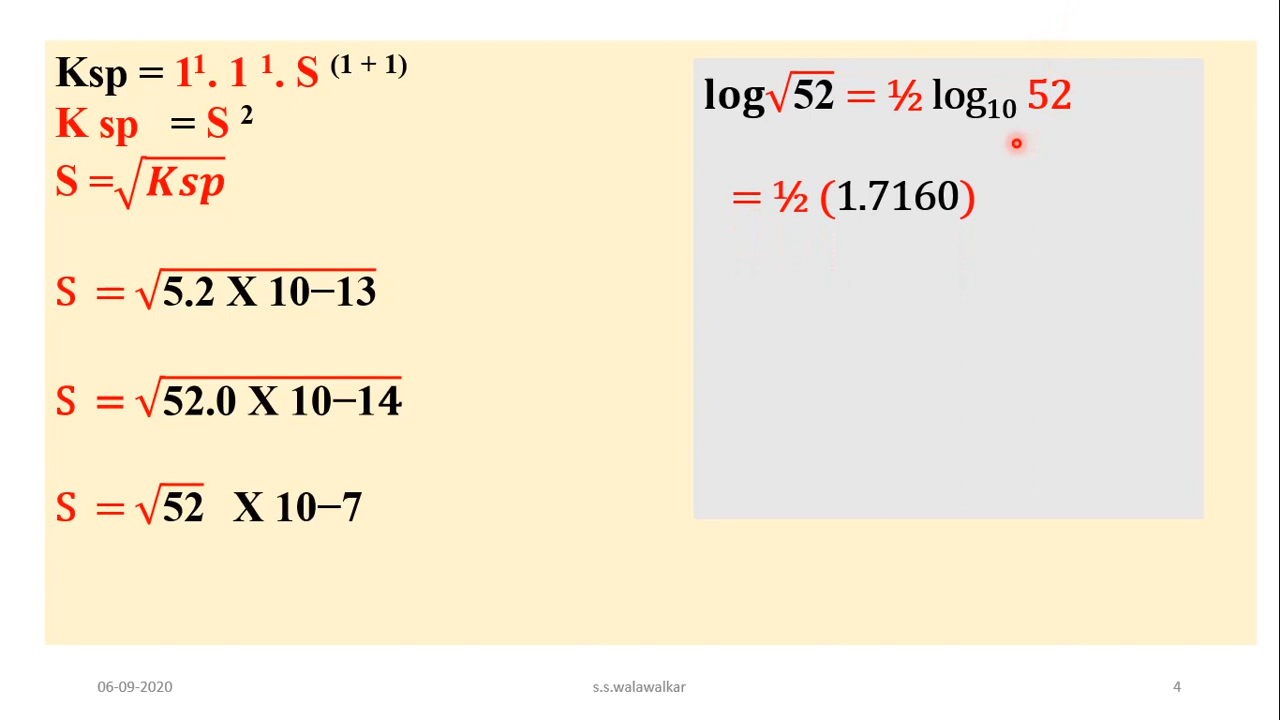 Ksp = 1¹. 1 ¹. S ⁽¹ ⁺ ¹⁾
K sp = S ²
S =√Ksp
S = √5.2 X 10−13
S = √52.0 X 10−14
S = √52 X 10−7
log√52 = ½ log₁₀ 52
= ½ (1.7160)
06-09-2020
s.s.walawalkar
4